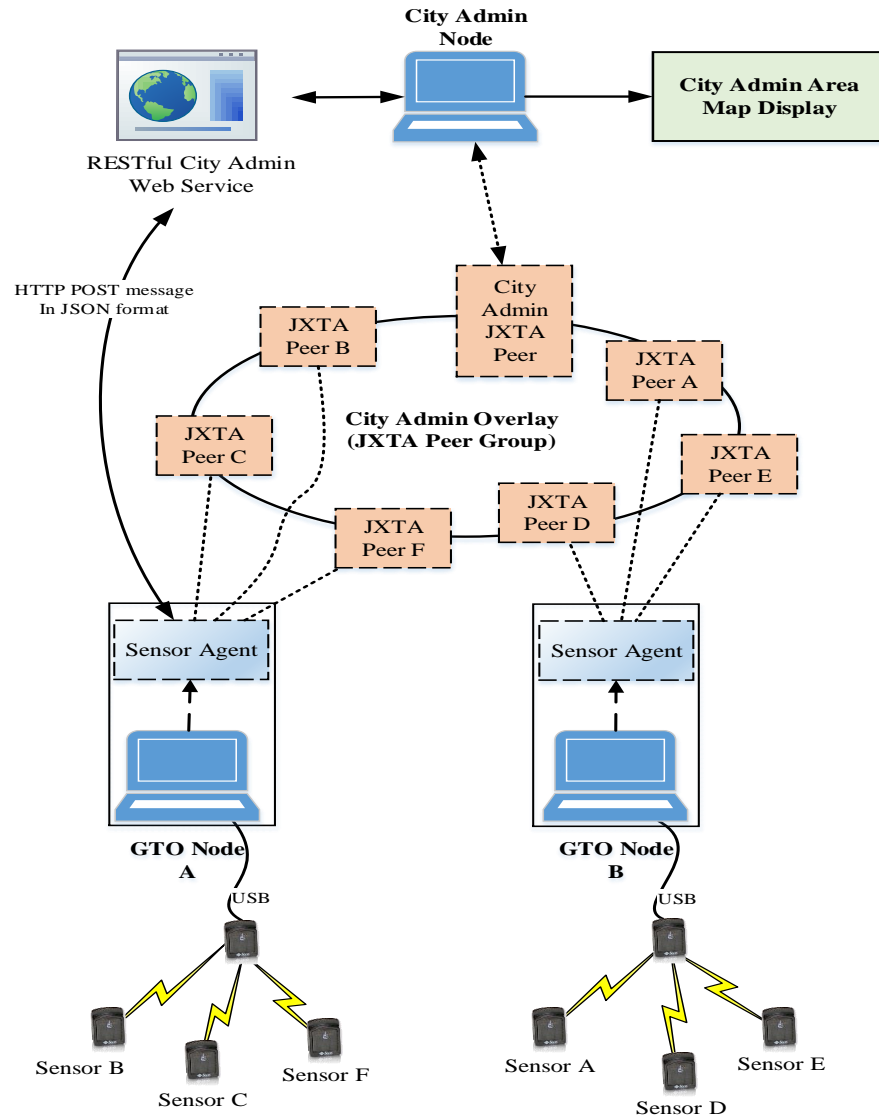 City Admin
Node
City Admin Area
Map Display
RESTful City Admin
Web Service
HTTP POST message
In JSON format
City
Admin
JXTA
Peer
JXTA
Peer B
JXTA
Peer A
City Admin Overlay
(JXTA Peer Group)
JXTA
Peer C
JXTA
Peer E
JXTA
Peer D
JXTA
Peer F
Sensor Agent
Sensor Agent
GTO Node
A
GTO Node
B
USB
USB
Sensor B
Sensor C
Sensor F
Sensor A
Sensor D
Sensor E